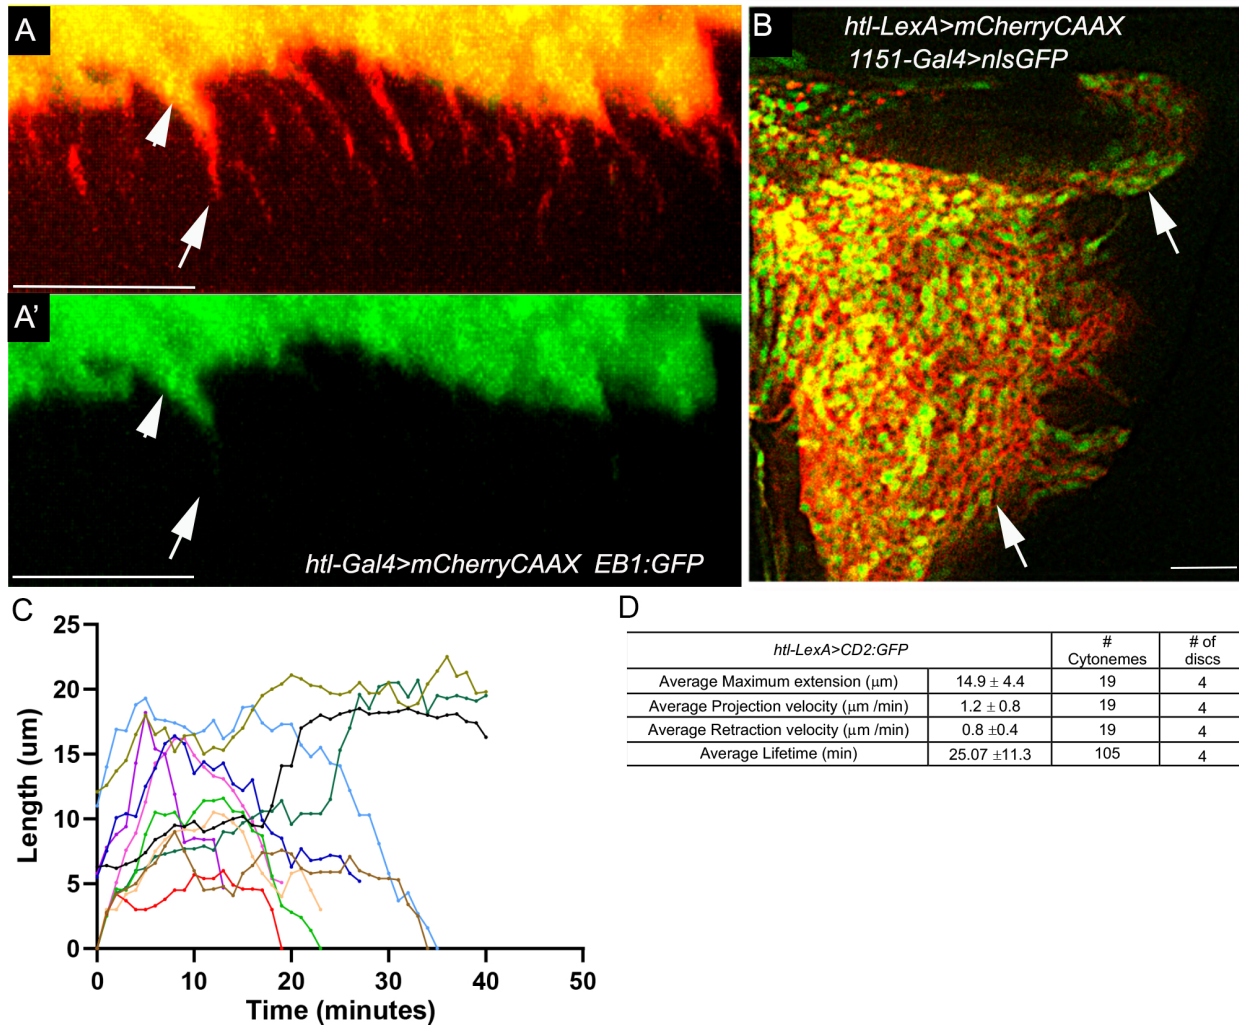 A
A'
htl-Gal4>mCherryCAAX EB1:GFP
B
htl-LexA>mCherryCAAX
1151-Gal4>nlsGFP
C
25
20
15
10
5
0
Length (um)
0 10 20 30 40 50
Time (minutes)
D
htl-LexA>CD2:GFP # Cytonemes # of discs
Average Maximum extension (μm) 14.9 ± 4.4 19 4
Average Projection velocity (μm /min) 1.2 ± 0.8 19 4
Average Retraction velocity (μm /min) 0.8 ±0.4 19 4
Average Lifetime (min) 25.07 ±11.3 105 4